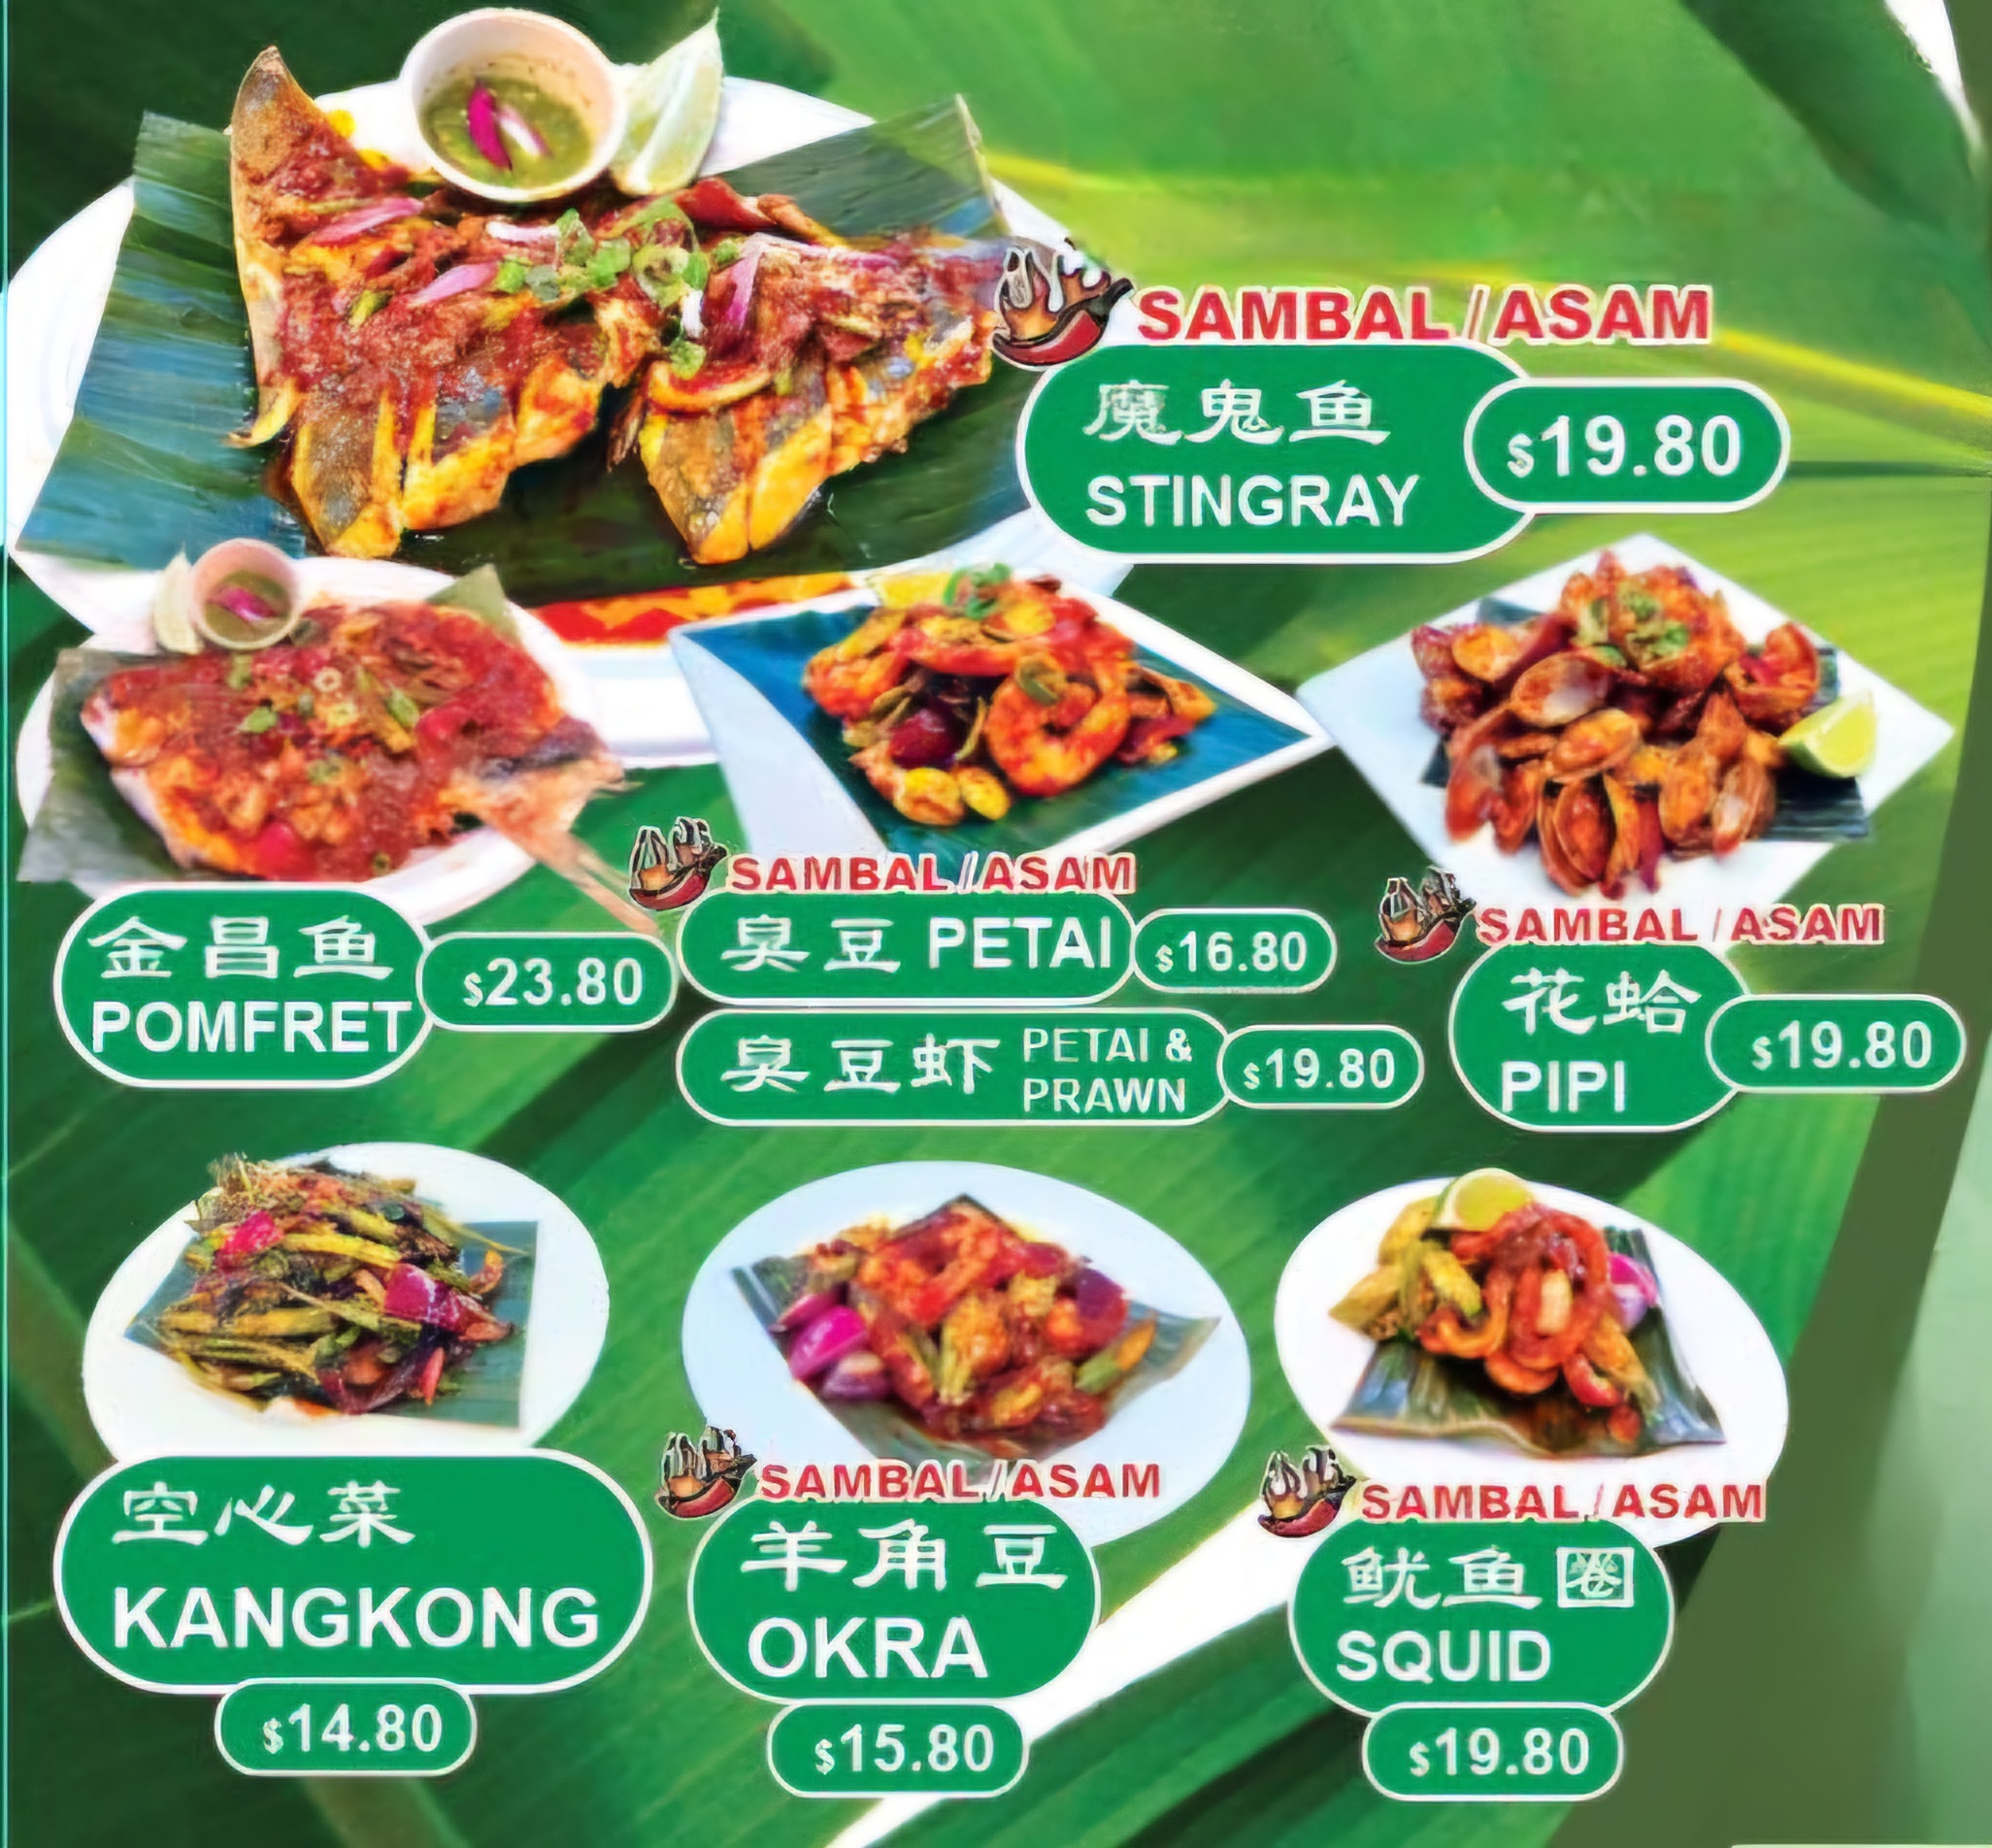 SAMBAL / ASAM
魔鬼鱼
STINGRAY
$19.80
金昌鱼
POMFRET
$23.80
SAMBAL / ASAM
臭豆 PETAI
$16.80
臭豆虾 PETAI &
PRAWN
$19.80
SAMBAL / ASAM
花蛤
PIPI
$19.80
空心菜
KANGKONG
$14.80
SAMBAL / ASAM
羊角豆
OKRA
$15.80
SAMBAL / ASAM
鱿鱼圈
SQUID
$19.80